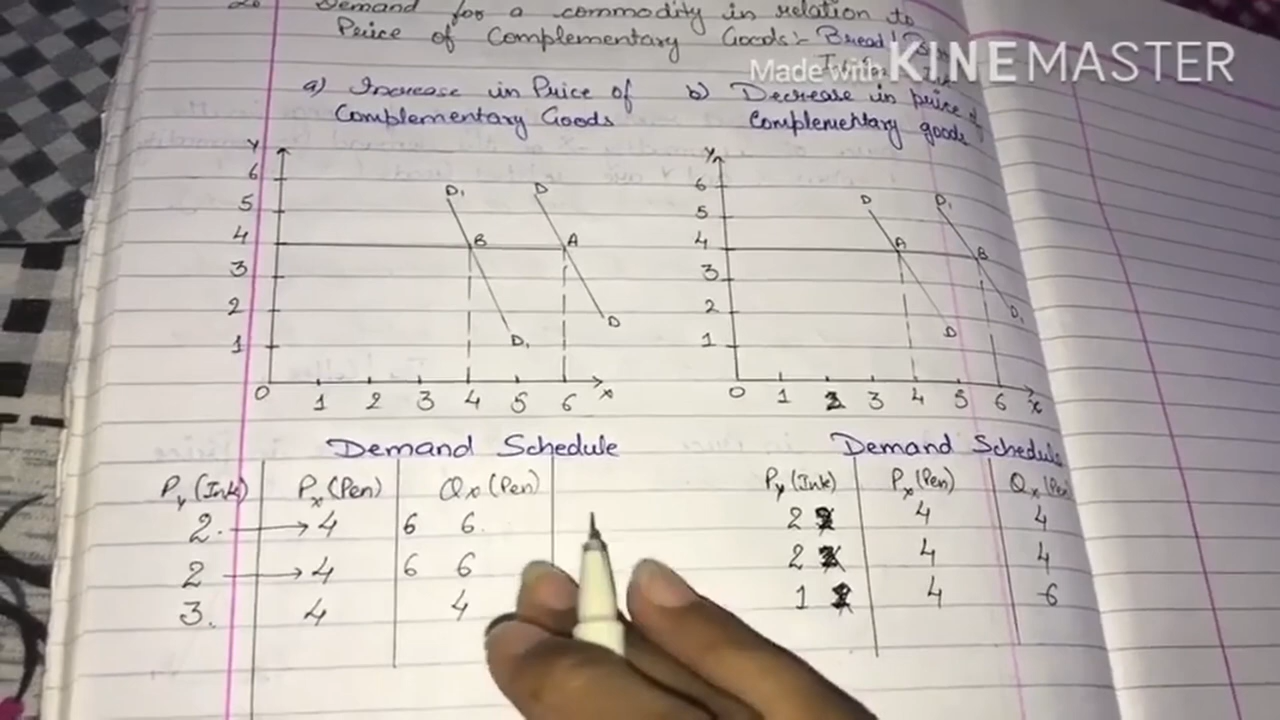 Demand for a commodity in relation to
Price of Complementary Goods:- Bread
Made with KINEMASTER
a) Increase in Price of
Complementary Goods
b) Decrease in price of
Complementary goods
Y
6
5
4
3
2
1
0 1 2 3 4 5 6 x
D1 D
B A
D1 D
Y
6
5
4
3
2
1
0 1 2 3 4 5 6 x
D D1
A B
D D1
Demand Schedule
Py (Ink) Px (Pen) Qx (Pen)
2 → 4 6 6
2 → 4 6 6
3. 4 4
Demand Schedule
Py (Ink) Px (Pen) Qx (Pen
2 4 4
2 4 4
1 4 6